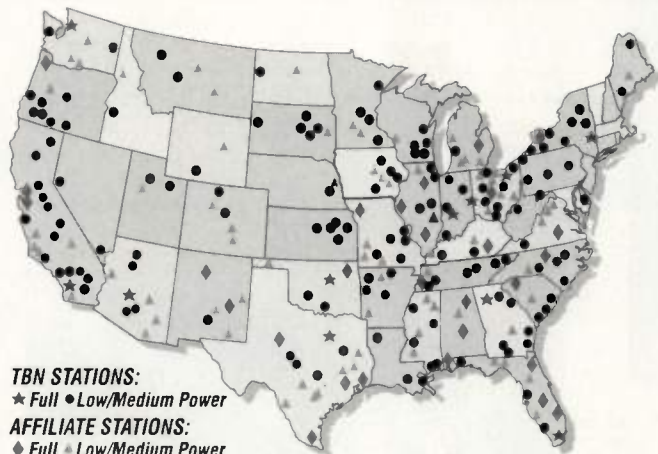 TBN STATIONS:
★ Full ● Low/Medium Power
AFFILIATE STATIONS:
◆ Full ▲ Low/Medium Power